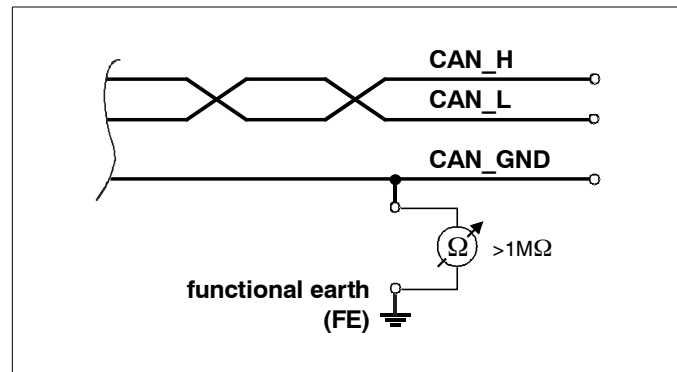 CAN_H
CAN_L
CAN_GND
Ω >1MΩ
functional earth
(FE)